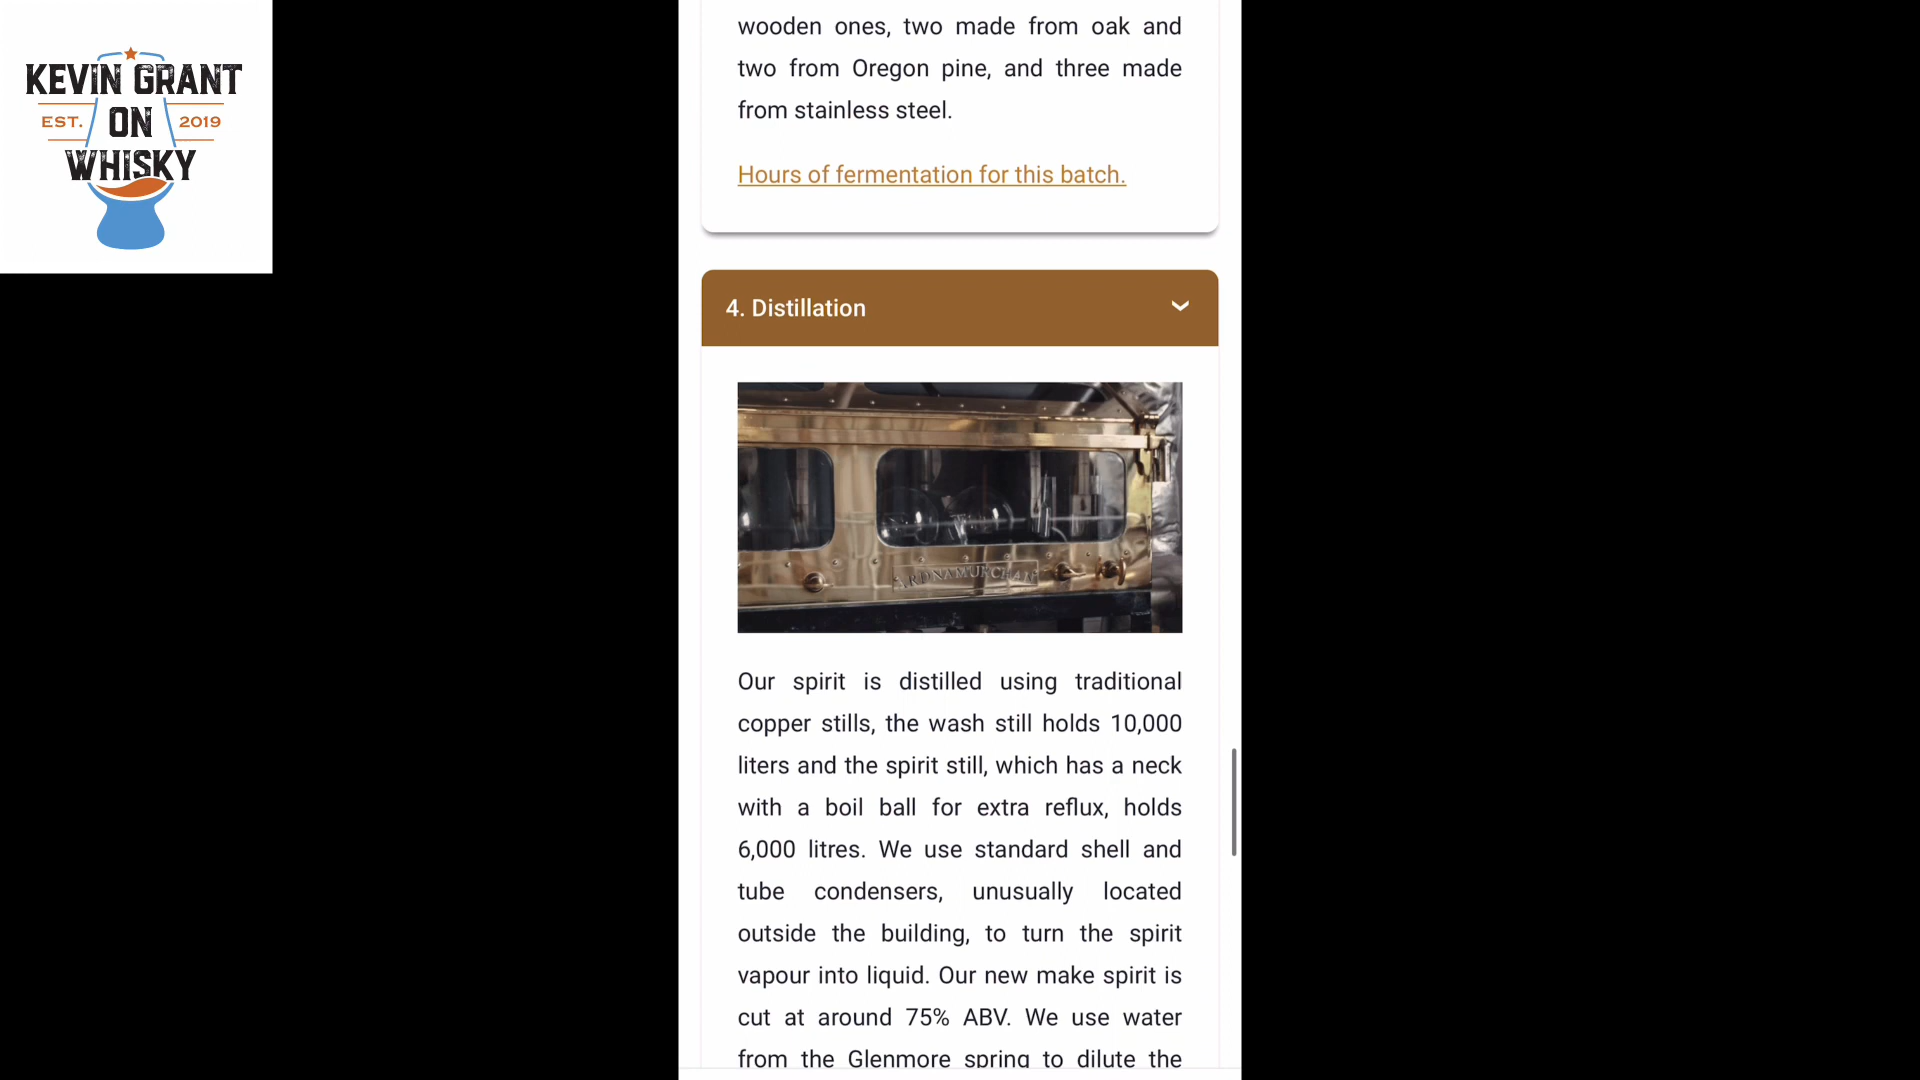 KEVIN GRANT
EST. ON 2019
WHISKY
wooden ones, two made from oak and
two from Oregon pine, and three made
from stainless steel.
Hours of fermentation for this batch.
4. Distillation
ARDNAMURCHAN
Our spirit is distilled using traditional
copper stills, the wash still holds 10,000
liters and the spirit still, which has a neck
with a boil ball for extra reflux, holds
6,000 litres. We use standard shell and
tube condensers, unusually located
outside the building, to turn the spirit
vapour into liquid. Our new make spirit is
cut at around 75% ABV. We use water
from the Glenmore spring to dilute the